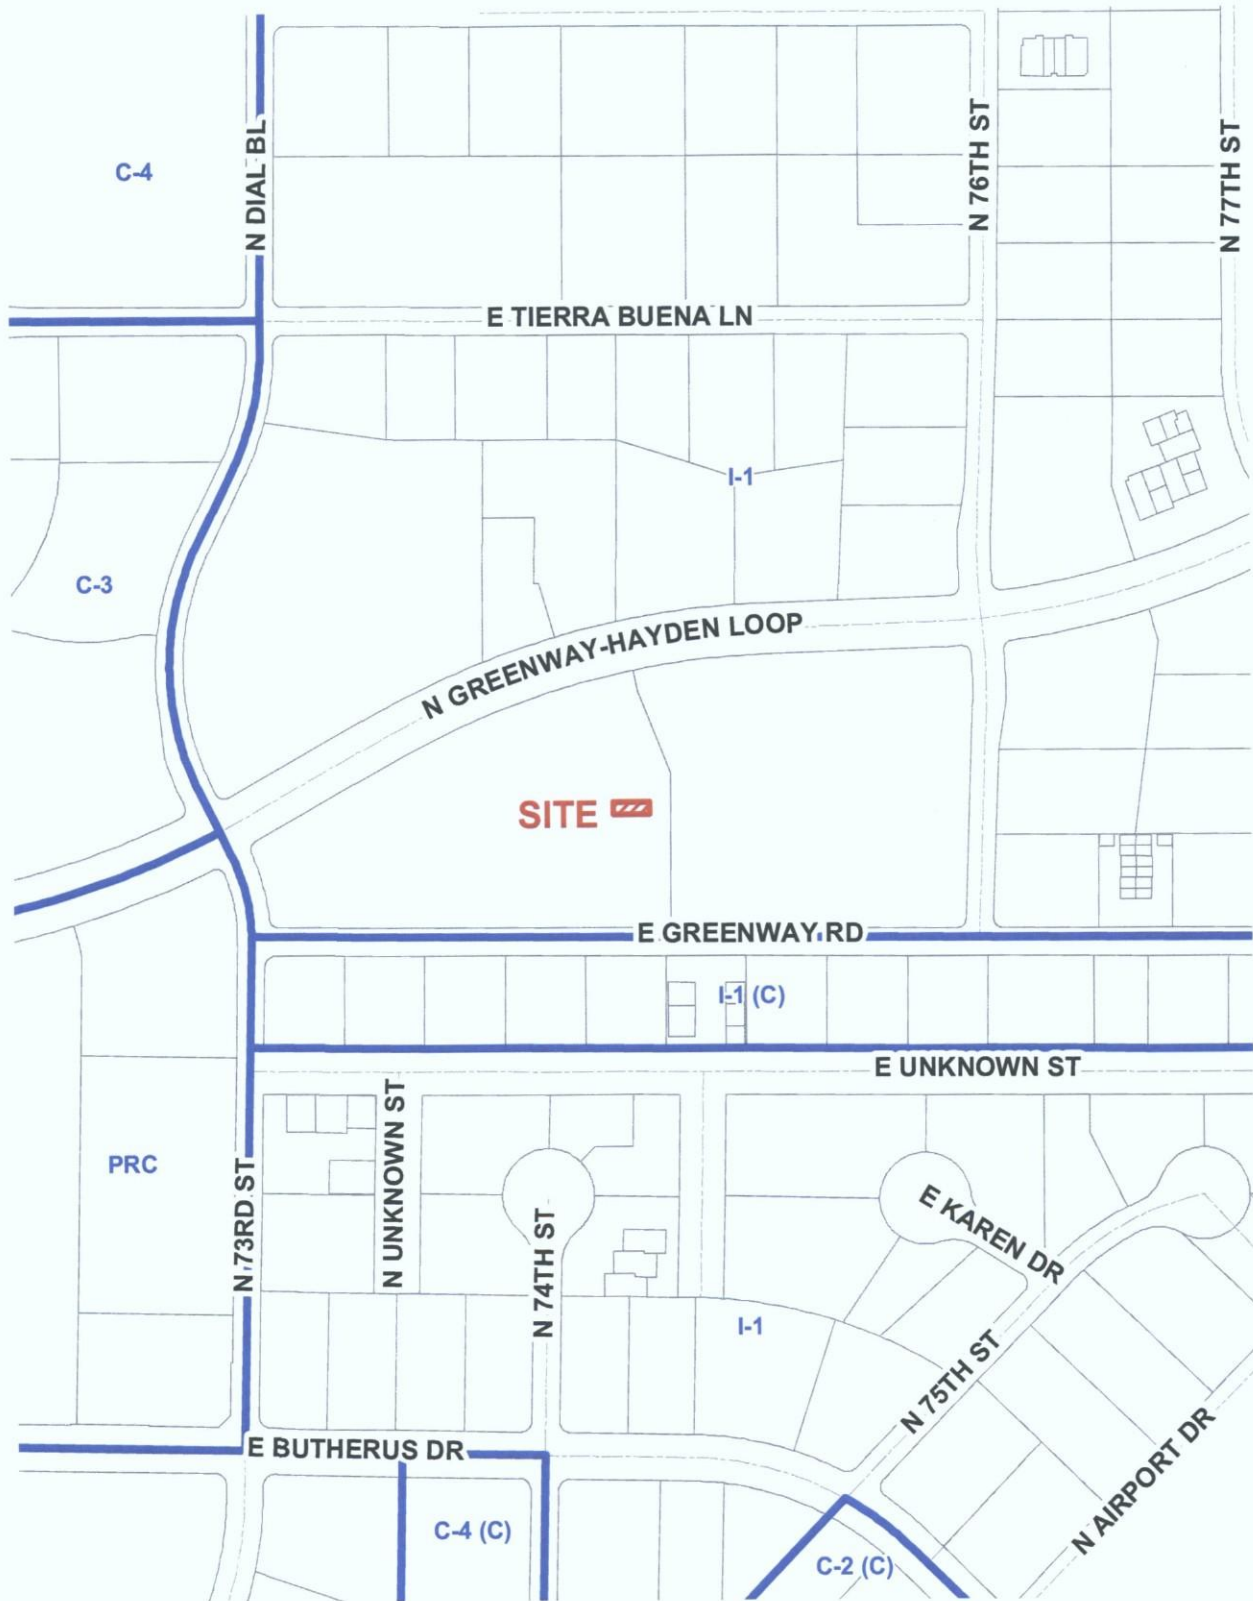 C-4
N DIAL BL
N 76TH ST
N 77TH ST
E TIERRA BUENA LN
I-1
C-3
N GREENWAY-HAYDEN LOOP
SITE
E GREENWAY RD
I-1 (C)
E UNKNOWN ST
PRC
N 73RD ST
N UNKNOWN ST
N 74TH ST
E KAREN DR
I-1
N 75TH ST
N AIRPORT DR
E BUTHERUS DR
C-4 (C)
C-2 (C)